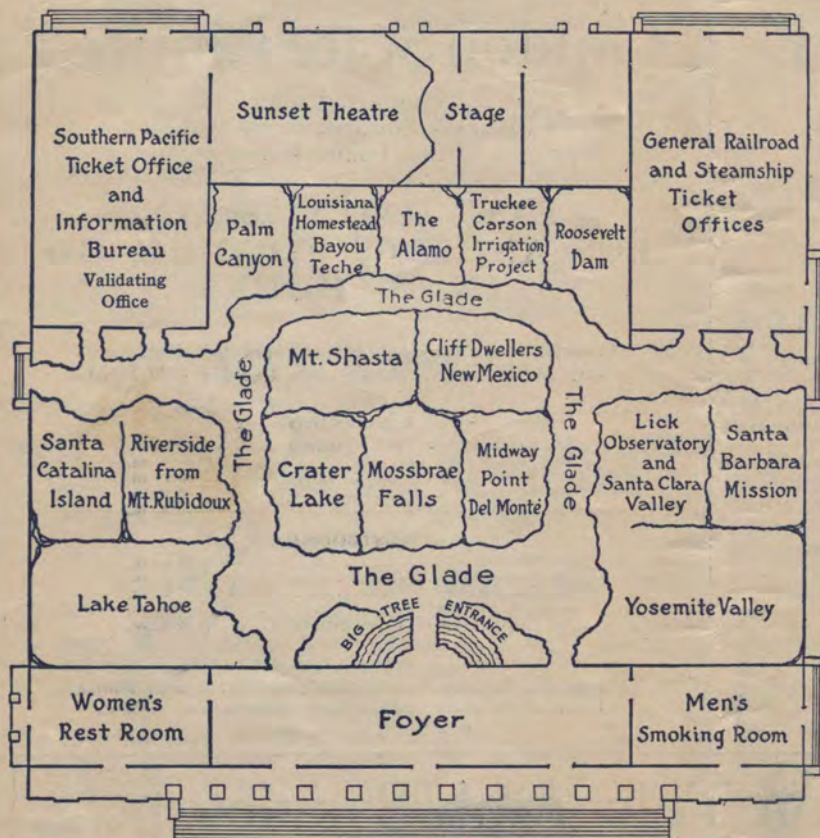 Sunset Theatre
Stage
Southern Pacific
Ticket Office
and
Information
Bureau
Validating
Office
General Railroad
and Steamship
Ticket
Offices
Palm
Canyon
Louisiana
Homestead
Bayou
Teche
The
Alamo
Truckee
Carson
Irrigation
Project
Roosevelt
Dam
The Glade
Mt. Shasta
Cliff Dwellers
New Mexico
The Glade
The Glade
Santa
Catalina
Island
Riverside
from
Mt. Rubidoux
Crater
Lake
Mossbrae
Falls
Midway
Point
Del Monté
Lick
Observatory
and
Santa Clara
Valley
Santa
Barbara
Mission
The Glade
Lake Tahoe
BIG TREE ENTRANCE
Yosemite Valley
Women's
Rest Room
Foyer
Men's
Smoking Room